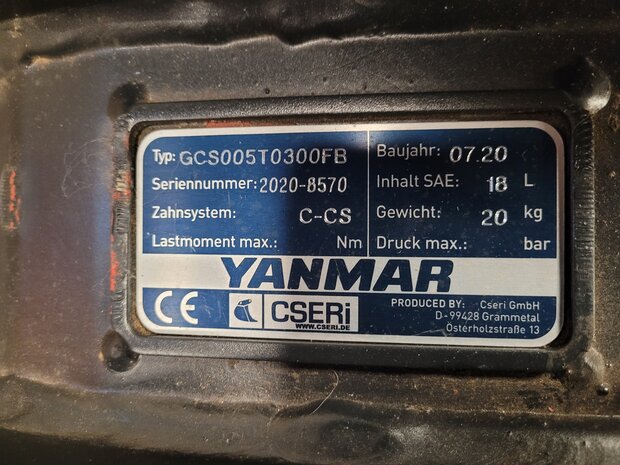 Typ: GCS005T0300FB
Seriennummer: 2020-8570
Zahnsystem: C-CS
Lastmoment max.: Nm
Baujahr: 07.20
Inhalt SAE: 18 L
Gewicht: 20 kg
Druck max.: bar
YANMAR
CE
CSERi
WWW.CSERI.DE
PRODUCED BY: Cseri GmbH
D-99428 Grammetal
Osterholzstraße 13